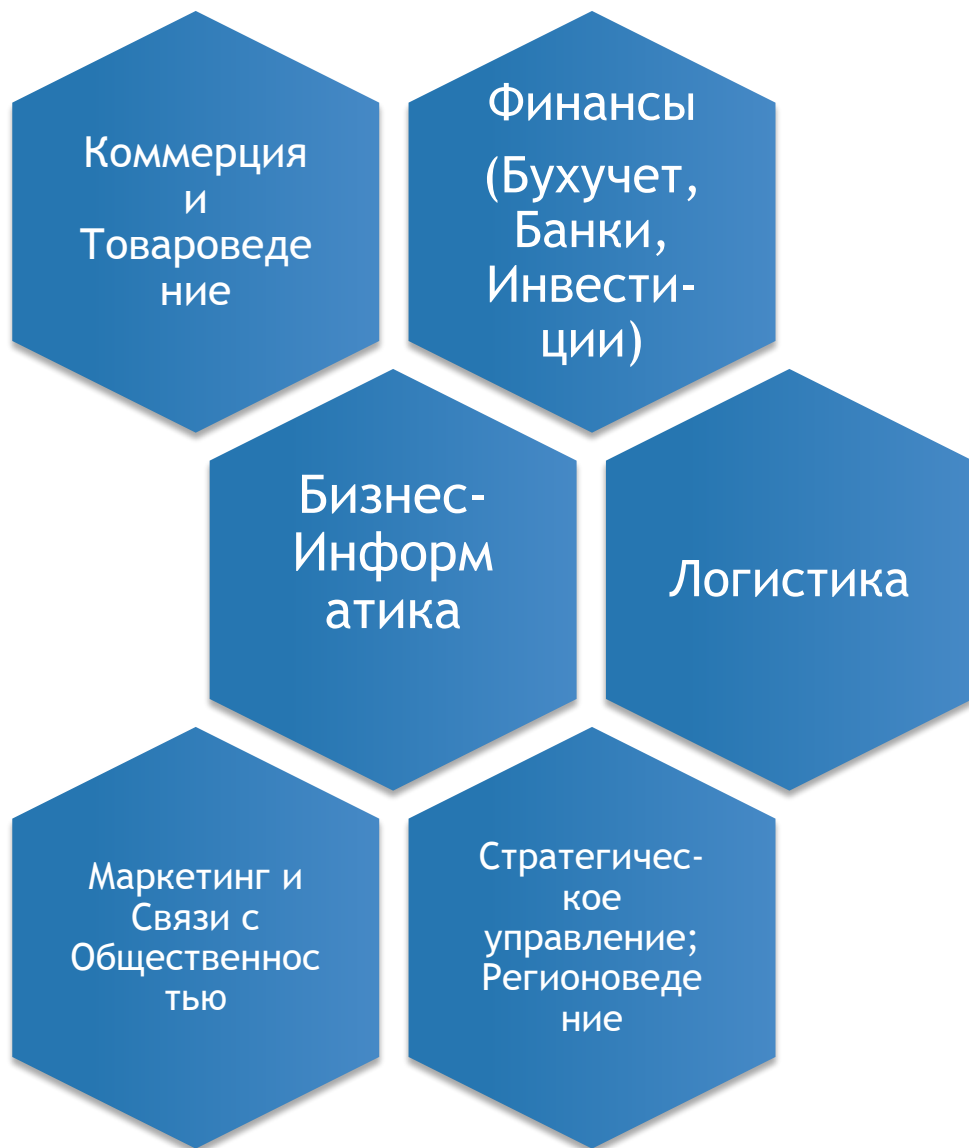 Коммерция
и
Товароведе
ние
Финансы
(Бухучет,
Банки,
Инвести-
ции)
Бизнес-
Информ
атика
Логистика
Маркетинг и
Связи с
Общественнос
тью
Стратегичес-
кое
управление;
Регионоведе
ние